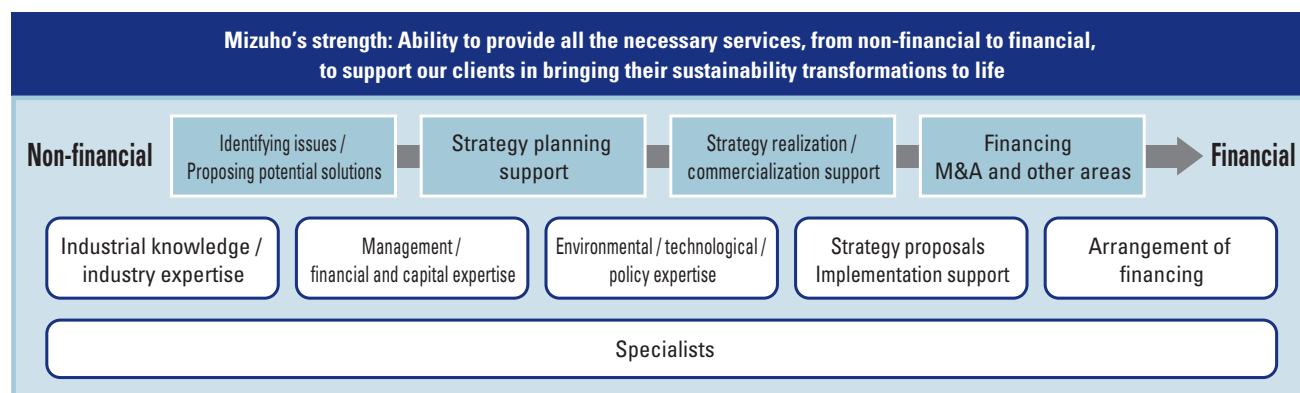 Mizuho’s strength: Ability to provide all the necessary services, from non-financial to financial,
to support our clients in bringing their sustainability transformations to life
Non-financial
Identifying issues /
Proposing potential solutions
Strategy planning
support
Strategy realization /
commercialization support
Financing
M&A and other areas
Financial
Industrial knowledge /
industry expertise
Management /
financial and capital expertise
Environmental / technological /
policy expertise
Strategy proposals
Implementation support
Arrangement of
financing
Specialists